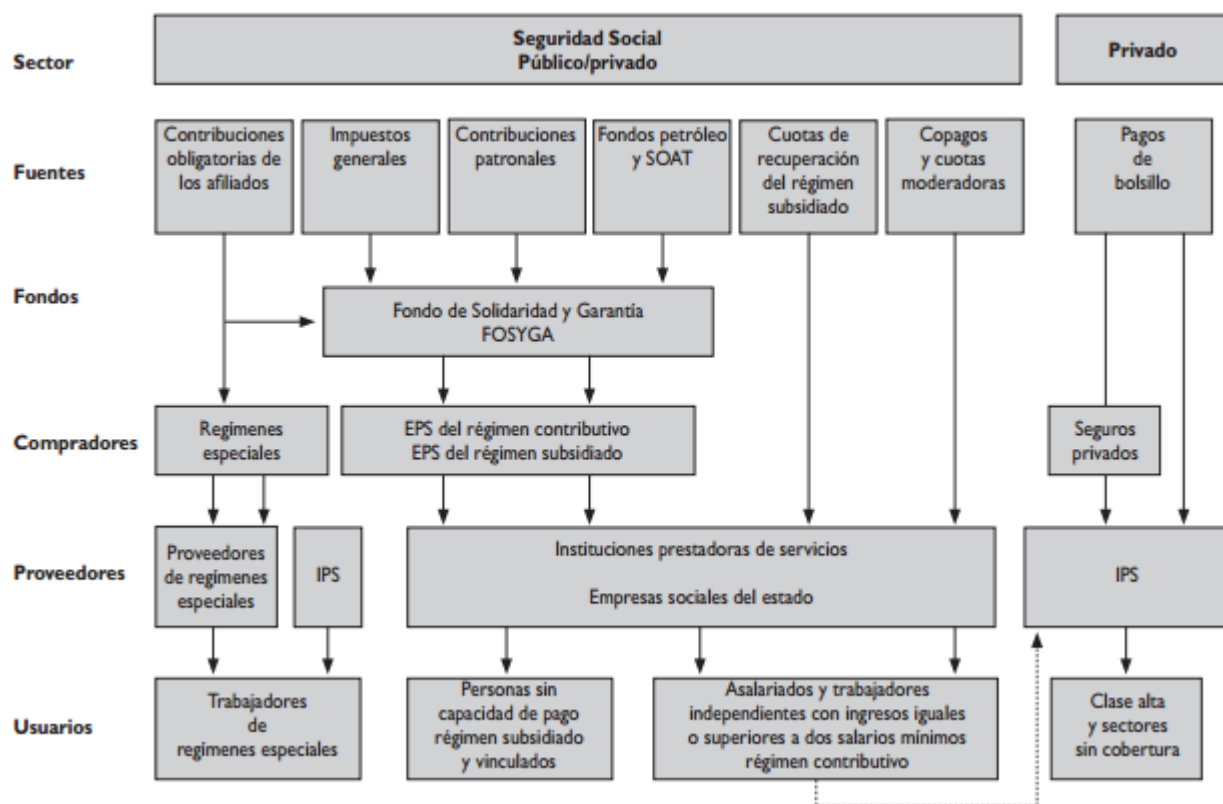 Sector
Seguridad Social
Público/privado
Privado
Fuentes
Contribuciones
obligatorias de
los afiliados
Impuestos
generales
Contribuciones
patronales
Fondos petróleo
y SOAT
Cuotas de
recuperación
del régimen
subsidiado
Copagos
y cuotas
moderadoras
Pagos
de
bolsillo
Fondos
Fondo de Solidaridad y Garantía
FOSYGA
Compradores
Regímenes
especiales
EPS del régimen contributivo
EPS del régimen subsidiado
Seguros
privados
Proveedores
Proveedores
de regímenes
especiales
IPS
Instituciones prestadoras de servicios
Empresas sociales del estado
IPS
Usuarios
Trabajadores
de
regímenes especiales
Personas sin
capacidad de pago
régimen subsidiado
y vinculados
Asalariados y trabajadores
independientes con ingresos iguales
o superiores a dos salarios mínimos
régimen contributivo
Clase alta
y sectores
sin cobertura